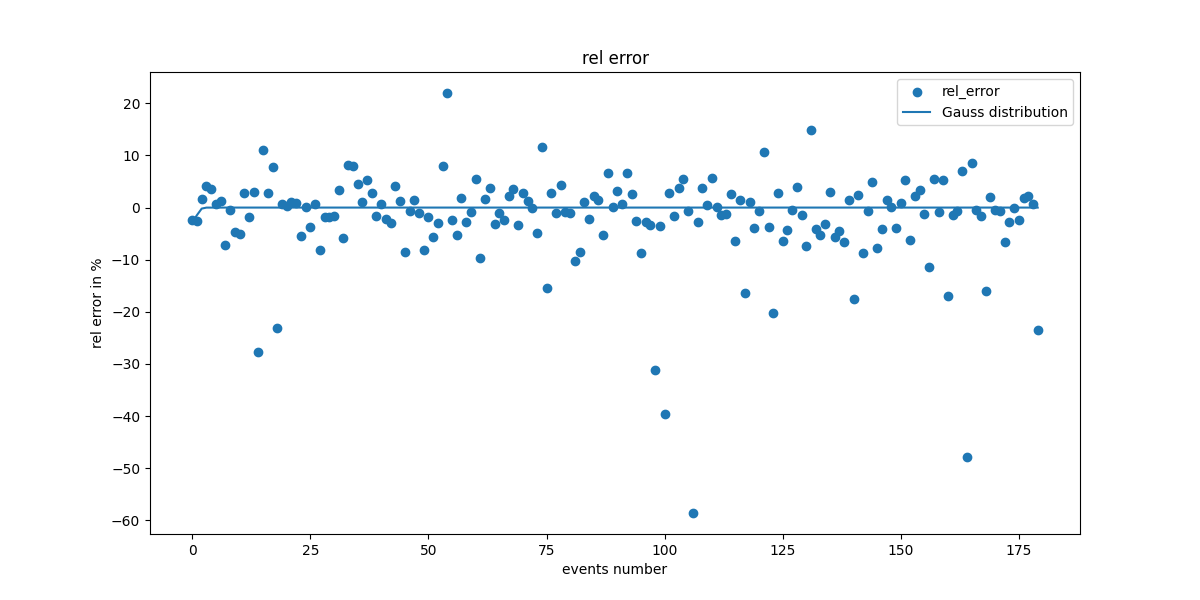 rel error
rel_error
Gauss distribution
rel error in %
20
10
0
−10
−20
−30
−40
−50
−60
0 25 50 75 100 125 150 175
events number